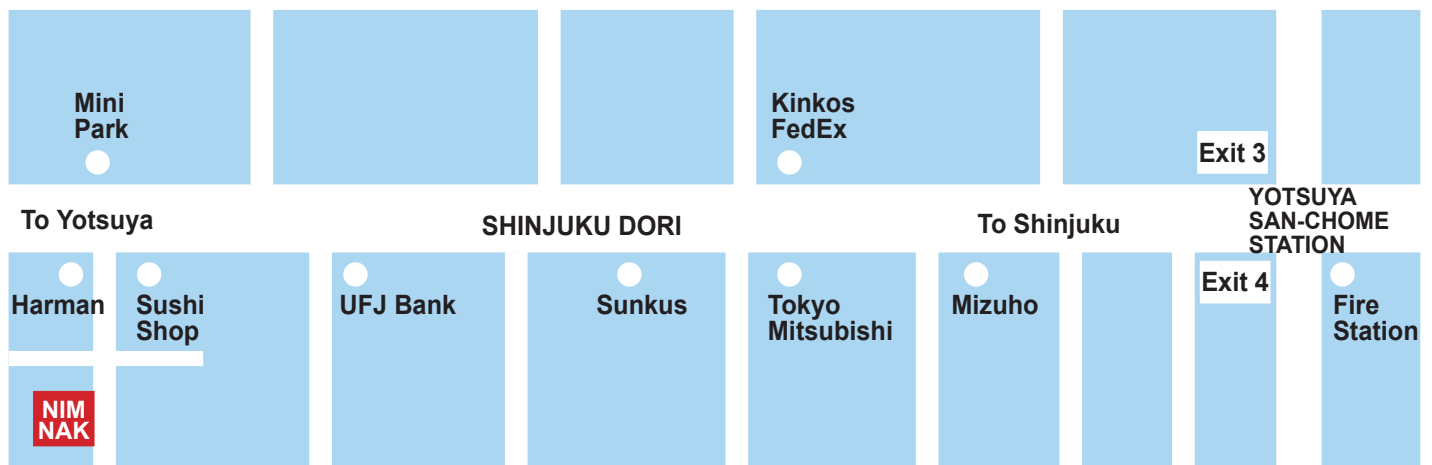 Mini
Park
Kinkos
FedEx
Exit 3
To Yotsuya
SHINJUKU DORI
To Shinjuku
YOTSUYA
SAN-CHOME
STATION
Harman
Sushi
Shop
UFJ Bank
Sunkus
Tokyo
Mitsubishi
Mizuho
Exit 4
Fire
Station
NIM
NAK